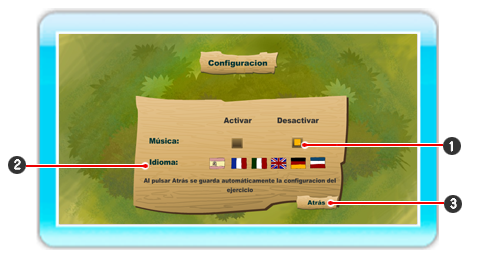 Configuracion
Activar Desactivar
Música:
1
2
Idioma:
Al pulsar Atrás se guarda automáticamente la configuracion del
ejercicio
Atrás
3